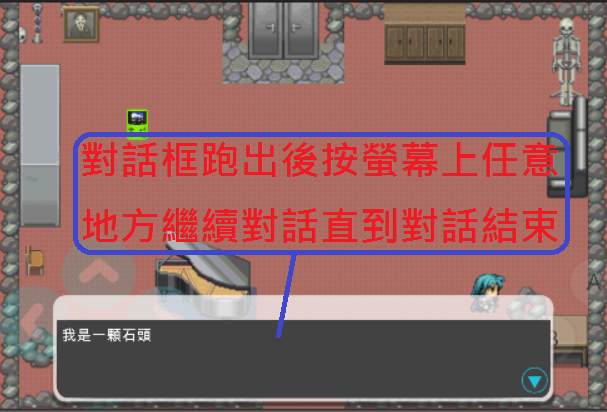 對話框跑出後按螢幕上任意
地方繼續對話直到對話結束
A
我是一顆石頭